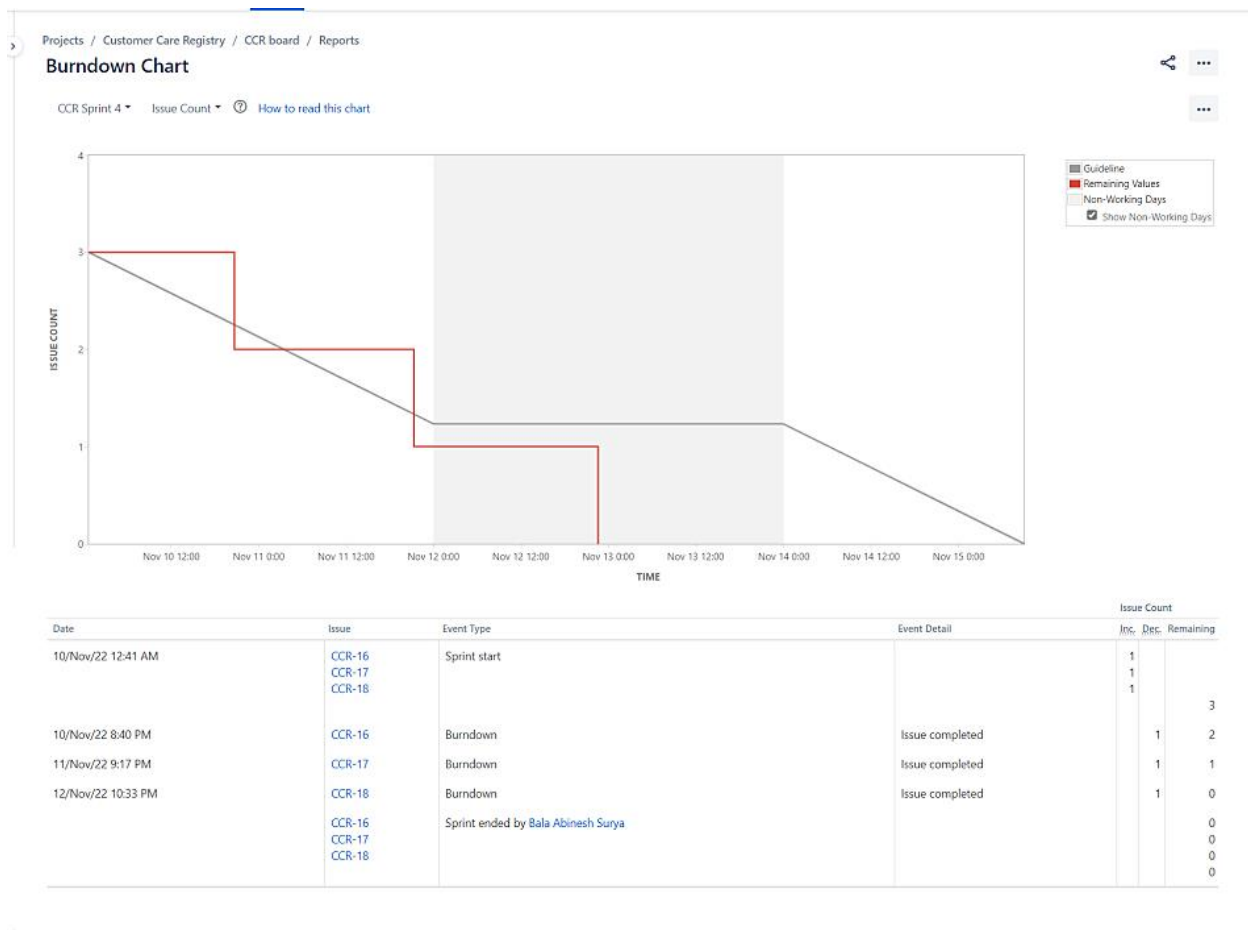 Projects / Customer Care Registry / CCR board / Reports
Burndown Chart
CCR Sprint 4 Issue Count How to read this chart
4
3
2
1
0
ISSUE COUNT
Guideline
Remaining Values
Non-Working Days
Show Non-Working Days
Nov 10 12:00 Nov 11 0:00 Nov 11 12:00 Nov 12 0:00 Nov 12 12:00 Nov 13 0:00 Nov 13 12:00 Nov 14 0:00 Nov 14 12:00 Nov 15 0:00
TIME
Issue Count
Date Issue Event Type Event Detail Inc. Dec. Remaining
10/Nov/22 12:41 AM CCR-16 Sprint start 1
CCR-17 1
CCR-18 1
3
10/Nov/22 8:40 PM CCR-16 Burndown Issue completed 1 2
11/Nov/22 9:17 PM CCR-17 Burndown Issue completed 1 1
12/Nov/22 10:33 PM CCR-18 Burndown Issue completed 1 0
CCR-16 Sprint ended by Bala Abinesh Surya 0
CCR-17 0
CCR-18 0
0